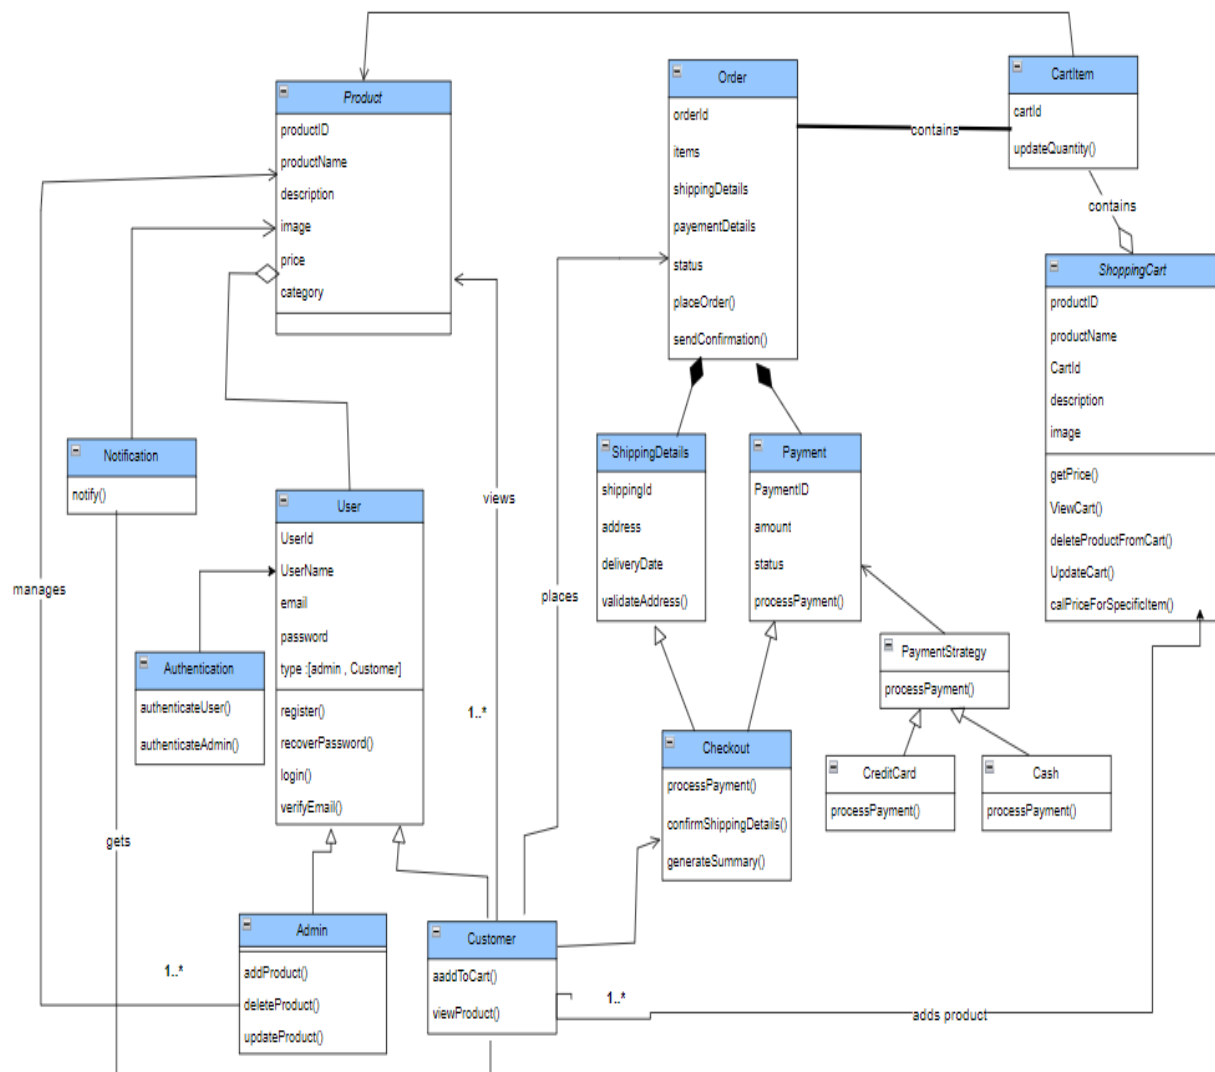 Product
productID
productName
description
image
price
category
Order
orderId
items
shippingDetails
payementDetails
status
placeOrder()
sendConfirmation()
contains
CartItem
cartId
updateQuantity()
contains
ShoppingCart
productID
productName
CartId
description
image
getPrice()
ViewCart()
deleteProductFromCart()
UpdateCart()
calPriceForSpecificItem()
Notification
notify()
User
UserId
UserName
email
password
type :[admin , Customer]
register()
recoverPassword()
login()
verifyEmail()
views
1..*
places
manages
gets
Authentication
authenticateUser()
authenticateAdmin()
ShippingDetails
shippingId
address
deliveryDate
validateAddress()
Payment
PaymentID
amount
status
processPayment()
PaymentStrategy
processPayment()
CreditCard
processPayment()
Cash
processPayment()
Checkout
processPayment()
confirmShippingDetails()
generateSummary()
Admin
addProduct()
deleteProduct()
updateProduct()
1..*
Customer
aaddToCart()
viewProduct()
1..*
adds product